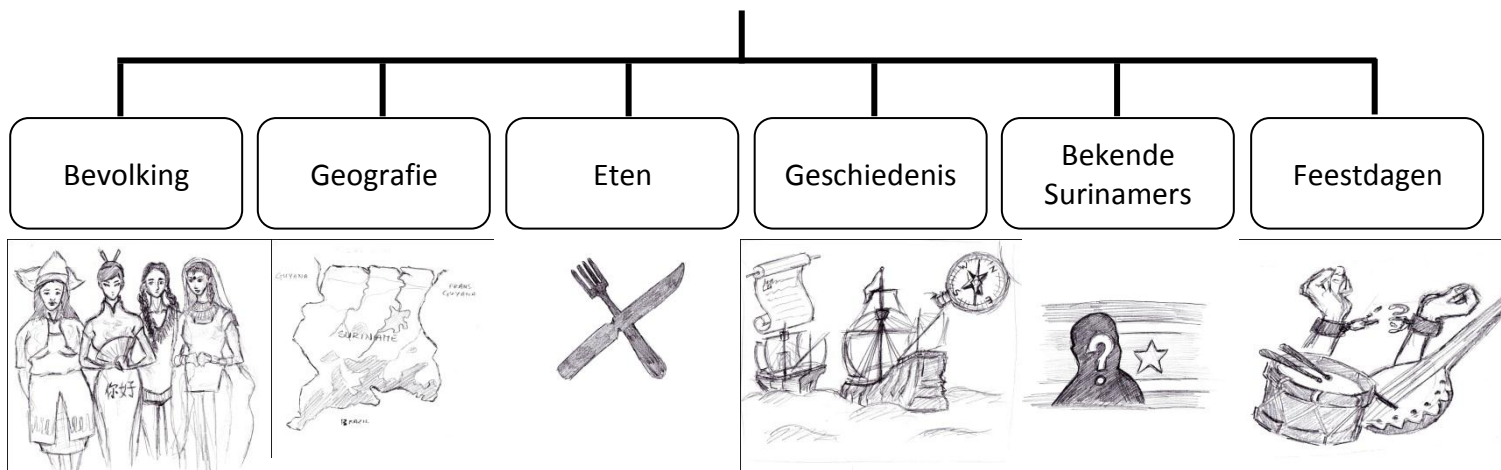 Bevolking
Geografie
Eten
Geschiedenis
Bekende
Surinamers
Feestdagen
GUYANA
FRANS
GUYANA
SURINAME
BRAZIL
你好
N
E
S
W
?